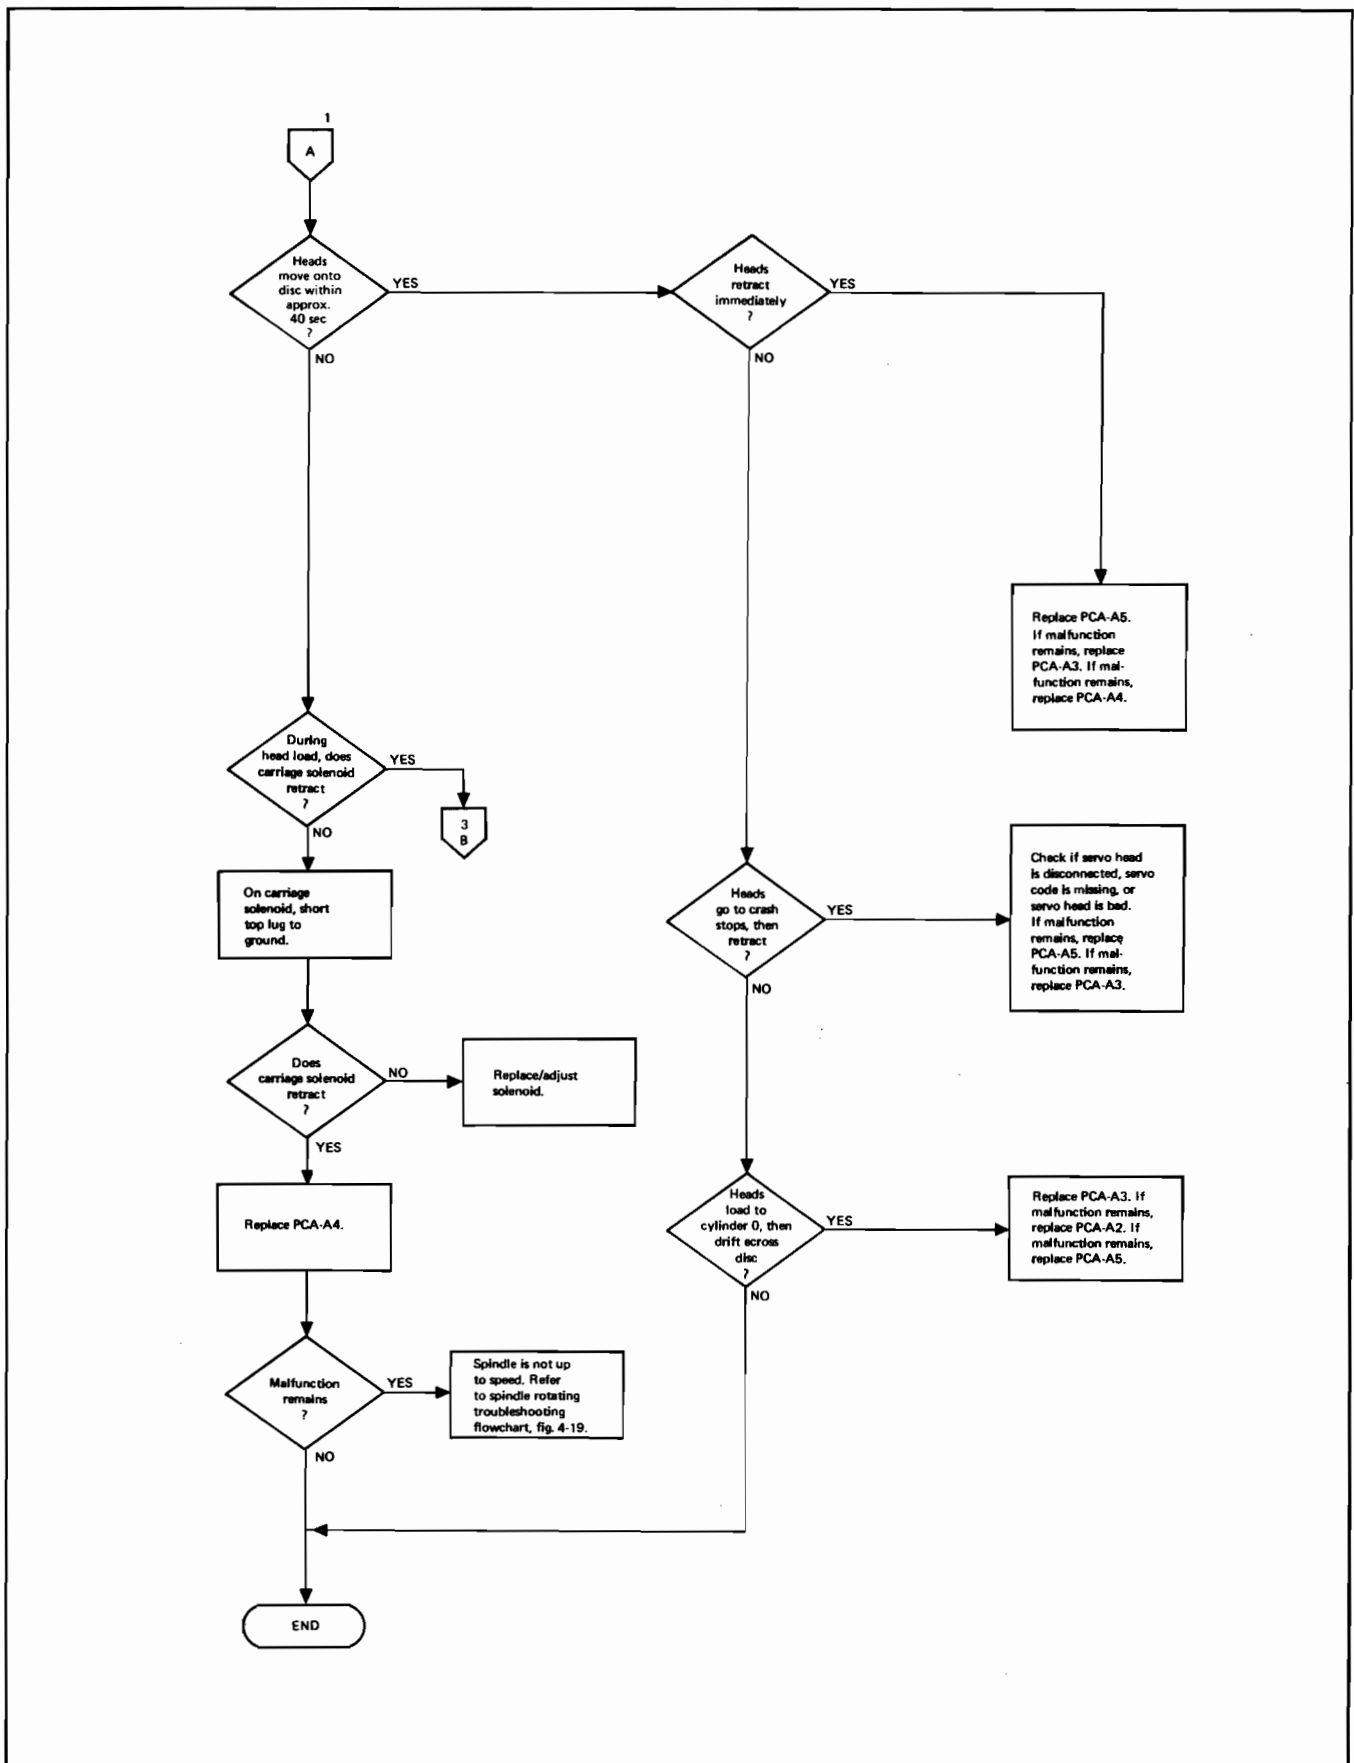 1
A
Heads
move onto
disc within
approx.
40 sec
?
YES
NO
Heads
retract
immediately
?
YES
NO
Replace PCA-A5.
If malfunction
remains, replace
PCA-A3. If mal-
function remains,
replace PCA-A4.
During
head load, does
carriage solenoid
retract
?
YES
NO
3
B
On carriage
solenoid, short
top lug to
ground.
Heads
go to crash
stops, then
retract
?
YES
NO
Check if servo head
is disconnected, servo
code is missing, or
servo head is bad.
If malfunction
remains, replace
PCA-A5. If mal-
function remains,
replace PCA-A3.
Does
carriage solenoid
retract
?
NO
YES
Replace/adjust
solenoid.
Replace PCA-A4.
Heads
load to
cylinder 0, then
drift across
disc
?
YES
NO
Replace PCA-A3. If
malfunction remains,
replace PCA-A2. If
malfunction remains,
replace PCA-A5.
Malfunction
remains
?
YES
NO
Spindle is not up
to speed. Refer
to spindle rotating
troubleshooting
flowchart, fig. 4-19.
END